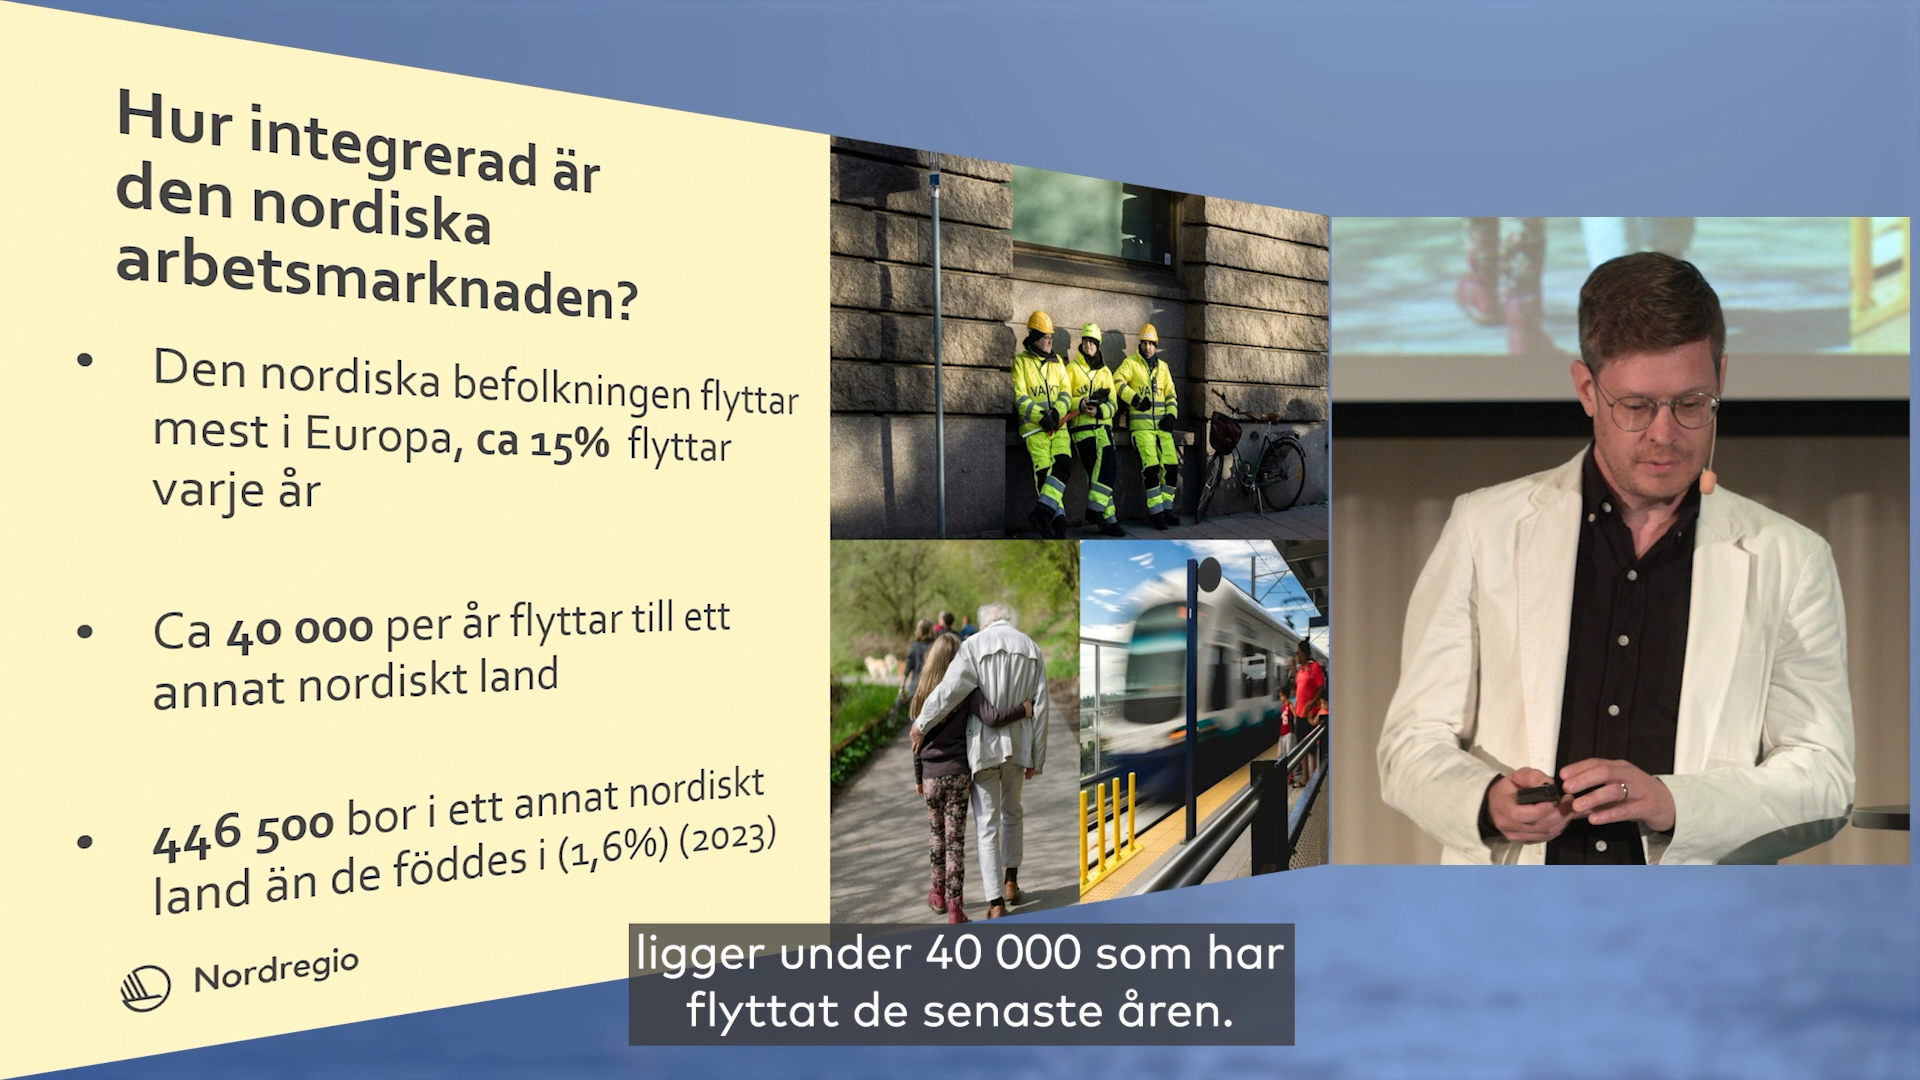 Hur integrerad är
den nordiska
arbetsmarknaden?
• Den nordiska befolkningen flyttar
mest i Europa, ca 15% flyttar
varje år
• Ca 40 000 per år flyttar till ett
annat nordiskt land
• 446 500 bor i ett annat nordiskt
land än de föddes i (1,6%) (2023)
Nordregio
ligger under 40 000 som har
flyttat de senaste åren.